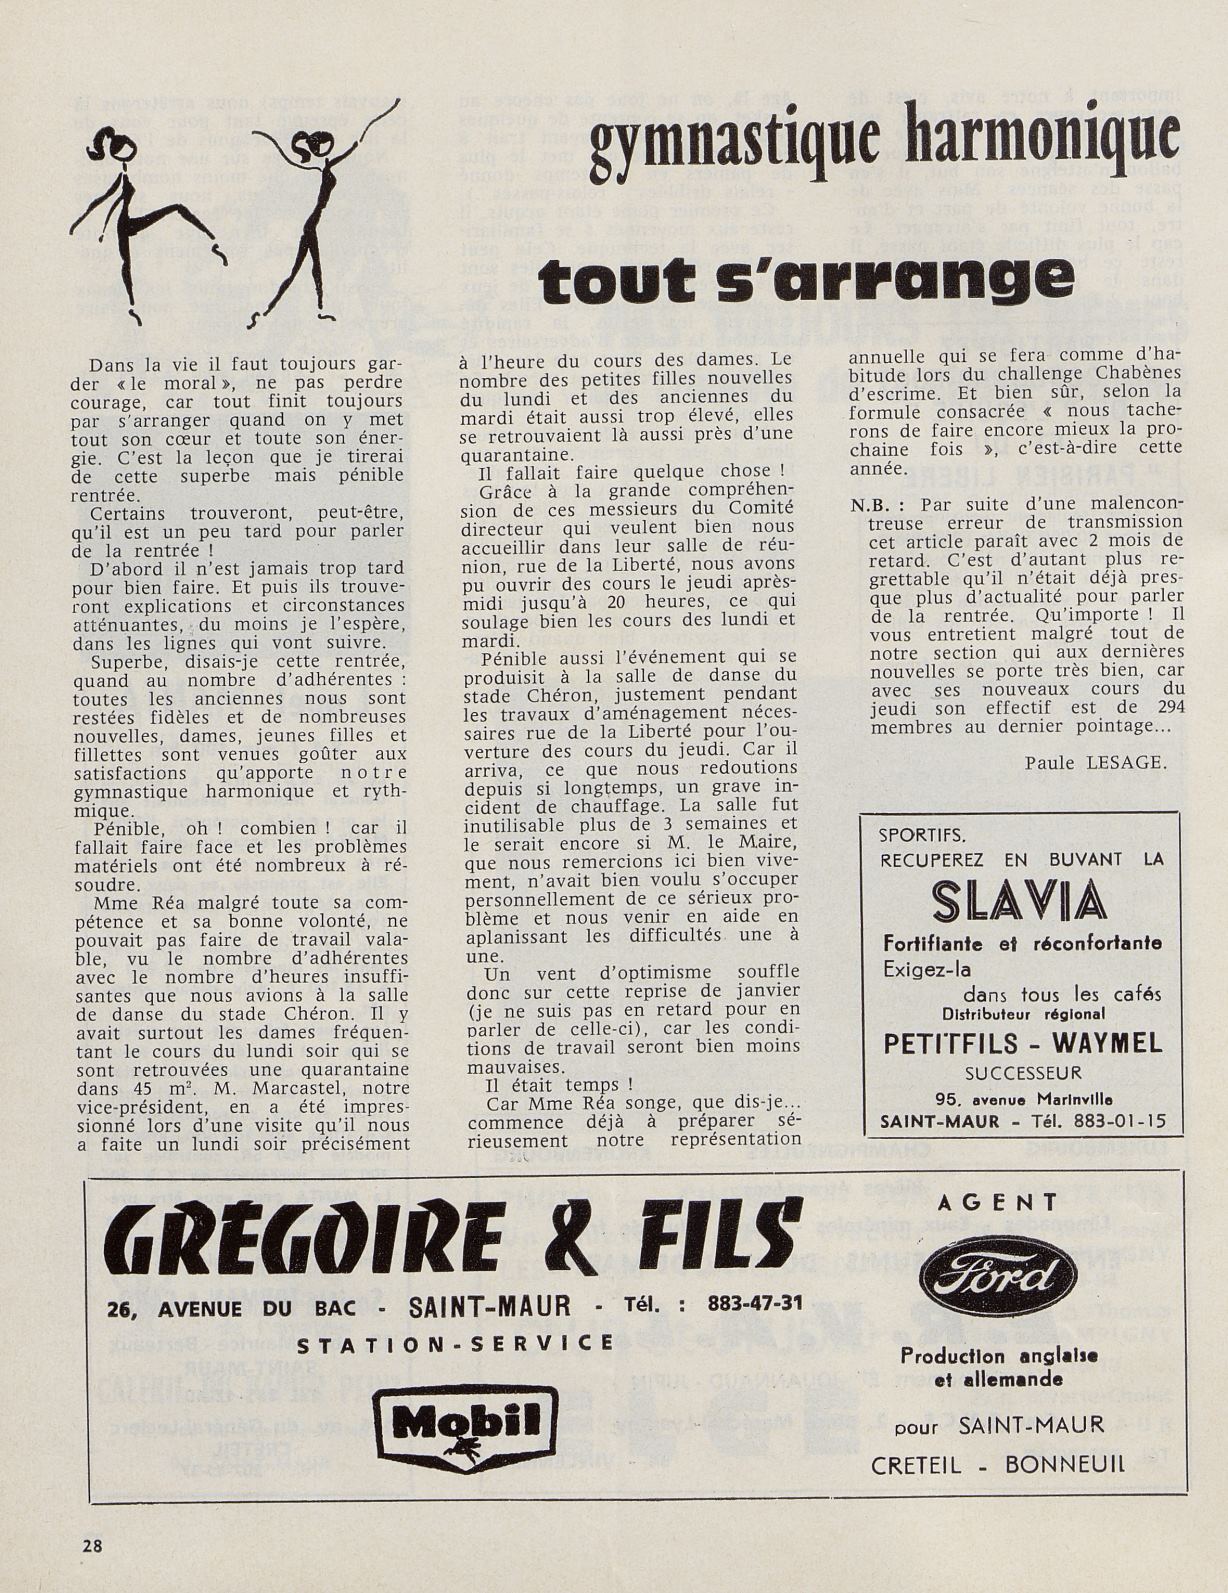 gymnastique harmonique
tout s'arrange
Dans la vie il faut toujours gar-
der « le moral », ne pas perdre
courage, car tout finit toujours
par s'arranger quand on y met
tout son cœur et toute son éner-
gie. C'est la leçon que je tirerai
de cette superbe mais pénible
rentrée.
Certains trouveront, peut-être,
qu'il est un peu tard pour parler
de la rentrée !
D'abord il n'est jamais trop tard
pour bien faire. Et puis ils trouve-
ront explications et circonstances
atténuantes, du moins je l'espère,
dans les lignes qui vont suivre.
Superbe, disais-je cette rentrée,
quand au nombre d'adhérentes :
toutes les anciennes nous sont
restées fidèles et de nombreuses
nouvelles, dames, jeunes filles et
fillettes sont venues goûter aux
satisfactions qu'apporte notre
gymnastique harmonique et ryth-
mique.
Pénible, oh ! combien ! car il
fallait faire face et les problèmes
matériels ont été nombreux à ré-
soudre.
Mme Réa malgré toute sa com-
pétence et sa bonne volonté, ne
pouvait pas faire de travail vala-
ble, vu le nombre d'adhérentes
avec le nombre d'heures insuffi-
santes que nous avions à la salle
de danse du stade Chéron. Il y
avait surtout les dames fréquen-
tant le cours du lundi soir qui se
sont retrouvées une quarantaine
dans 45 m². M. Marcastel, notre
vice-président, en a été impres-
sionné lors d'une visite qu'il nous
a faite un lundi soir précisément
à l'heure du cours des dames. Le
nombre des petites filles nouvelles
du lundi et des anciennes du
mardi était aussi trop élevé, elles
se retrouvaient là aussi près d'une
quarantaine.
Il fallait faire quelque chose !
Grâce à la grande compréhen-
sion de ces messieurs du Comité
directeur qui veulent bien nous
accueillir dans leur salle de réu-
nion, rue de la Liberté, nous avons
pu ouvrir des cours le jeudi après-
midi jusqu'à 20 heures, ce qui
soulage bien les cours des lundi et
mardi.
Pénible aussi l'événement qui se
produisit à la salle de danse du
stade Chéron, justement pendant
les travaux d'aménagement néces-
saires rue de la Liberté pour l'ou-
verture des cours du jeudi. Car il
arriva, ce que nous redoutions
depuis si longtemps, un grave in-
cident de chauffage. La salle fut
inutilisable plus de 3 semaines et
le serait encore si M. le Maire,
que nous remercions ici bien vive-
ment, n'avait bien voulu s'occuper
personnellement de ce sérieux pro-
blème et nous venir en aide en
aplanissant les difficultés une à
une.
Un vent d'optimisme souffle
donc sur cette reprise de janvier
(je ne suis pas en retard pour en
parler de celle-ci), car les condi-
tions de travail seront bien moins
mauvaises.
Il était temps !
Car Mme Réa songe, que dis-je...
commence déjà à préparer sé-
rieusement notre représentation
annuelle qui se fera comme d'ha-
bitude lors du challenge Chabènes
d'escrime. Et bien sûr, selon la
formule consacrée « nous tache-
rons de faire encore mieux la pro-
chaine fois », c'est-à-dire cette
année.
N.B. : Par suite d'une malencon-
treuse erreur de transmission
cet article paraît avec 2 mois de
retard. C'est d'autant plus re-
grettable qu'il n'était déjà pres-
que plus d'actualité pour parler
de la rentrée. Qu'importe ! Il
vous entretient malgré tout de
notre section qui aux dernières
nouvelles se porte très bien, car
avec ses nouveaux cours du
jeudi son effectif est de 294
membres au dernier pointage...
Paule LESAGE.
SPORTIFS.
RECUPEREZ EN BUVANT LA
SLAVIA
Fortifiante et réconfortante
Exigez-la
dans tous les cafés
Distributeur régional
PETITFILS - WAYMEL
SUCCESSEUR
95, avenue Marinville
SAINT-MAUR - Tél. 883-01-15
GREGOIRE & FILS
26, AVENUE DU BAC - SAINT-MAUR - Tél. : 883-47-31
STATION-SERVICE
Mobil
AGENT
Ford
Production anglaise
et allemande
pour SAINT-MAUR
CRETEIL - BONNEUIL
28